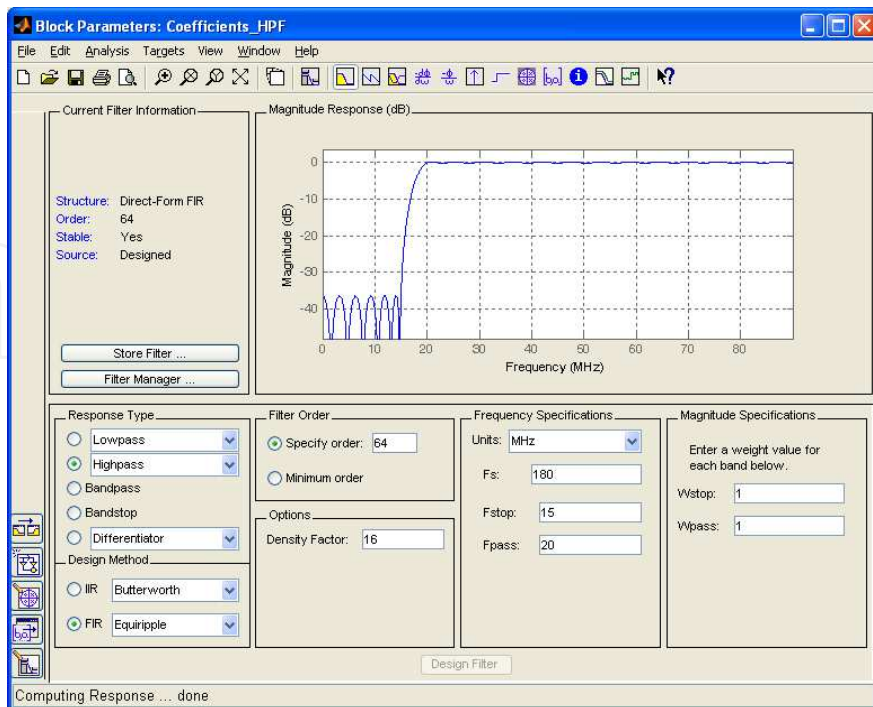 Block Parameters: Coefficients_HPF
File Edit Analysis Targets View Window Help
Current Filter Information
Structure: Direct-Form FIR
Order: 64
Stable: Yes
Source: Designed
Store Filter ...
Filter Manager ...
Magnitude Response (dB)
Magnitude (dB)
0
-10
-20
-30
-40
0 10 20 30 40 50 60 70 80
Frequency (MHz)
Response Type
Lowpass
Highpass
Bandpass
Bandstop
Differentiator
Design Method
IIR Butterworth
FIR Equiripple
Filter Order
Specify order: 64
Minimum order
Options
Density Factor: 16
Frequency Specifications
Units: MHz
Fs: 180
Fstop: 15
Fpass: 20
Magnitude Specifications
Enter a weight value for
each band below.
Wstop: 1
Wpass: 1
Design Filter
Computing Response ... done